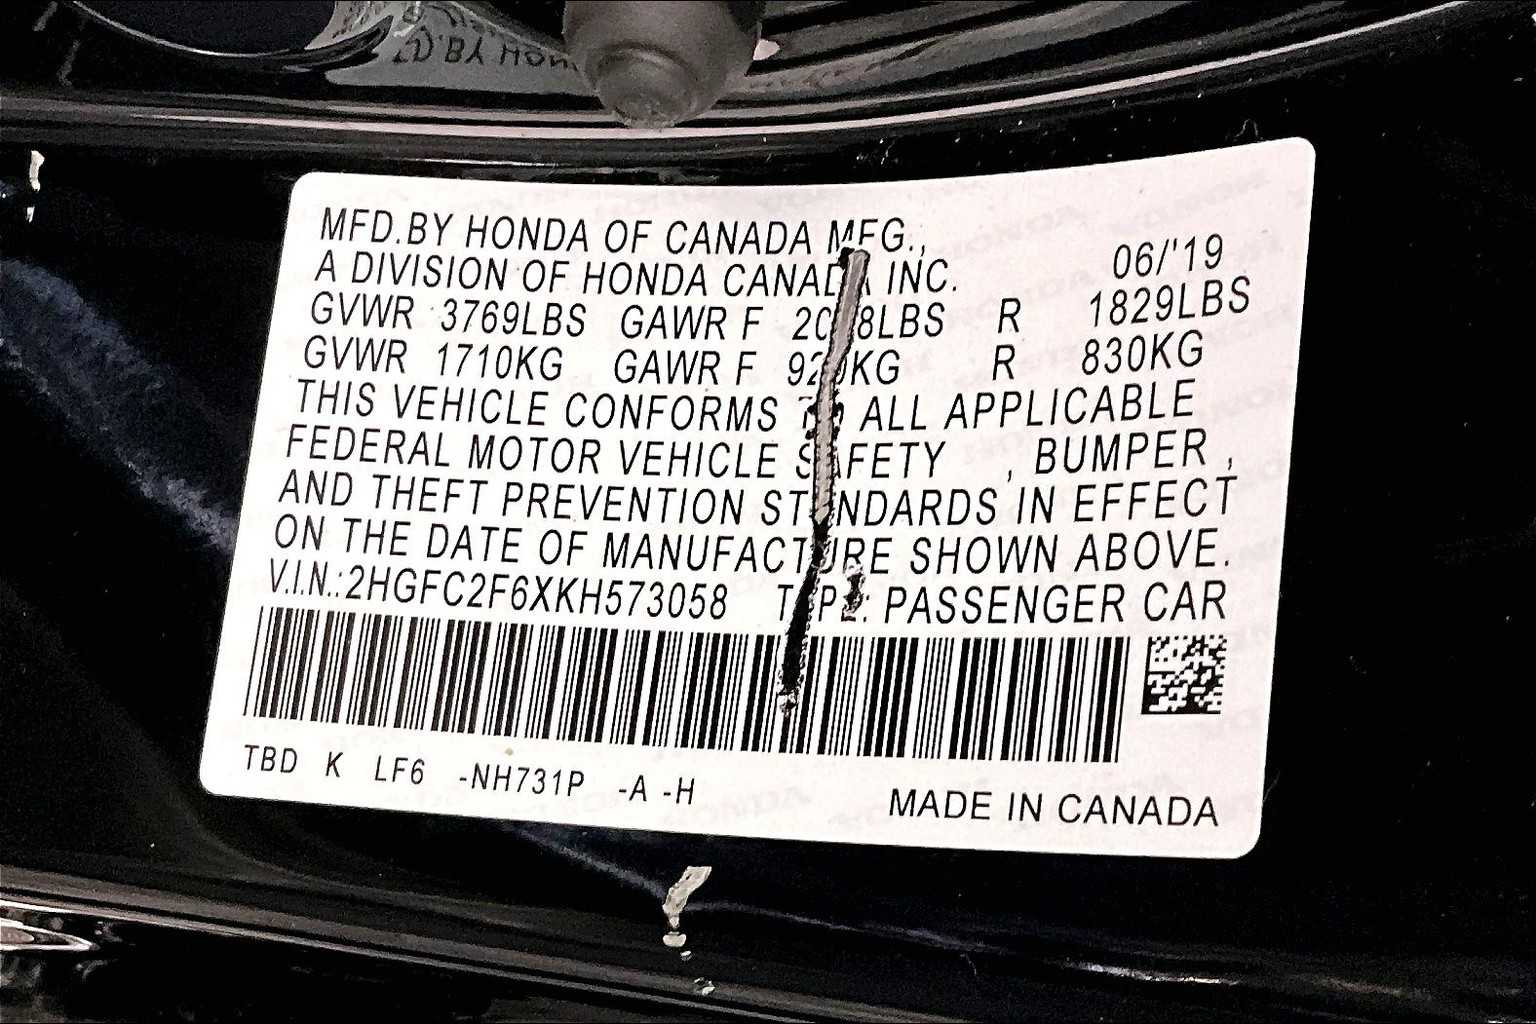 MFD.BY HONDA OF CANADA MFG.,
06/'19
A DIVISION OF HONDA CANADA INC.
GVWR 3769LBS GAWR F R 1829LBS
GVWR 1710KG GAWR F R 830KG
THIS VEHICLE CONFORMS TO ALL APPLICABLE
FEDERAL MOTOR VEHICLE SAFETY , BUMPER ,
AND THEFT PREVENTION STANDARDS IN EFFECT
ON THE DATE OF MANUFACTURE SHOWN ABOVE.
V.I.N.:2HGFC2F6XKH573058 TYPE: PASSENGER CAR
TBD K LF6 -NH731P -A -H
MADE IN CANADA